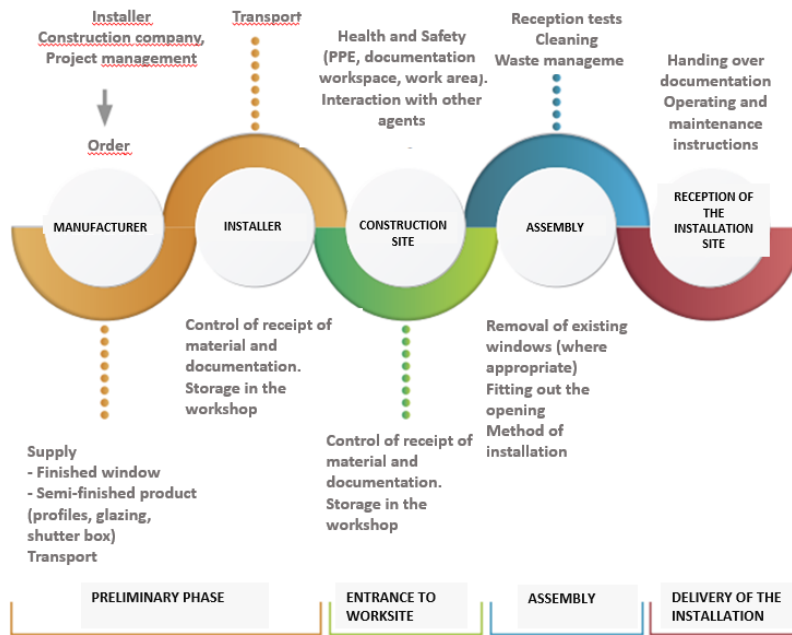 Installer
Construction company,
Project management
Order
Transport
Health and Safety
(PPE, documentation
workspace, work area).
Interaction with other
agents
Reception tests
Cleaning
Waste manageme
Handing over
documentation
Operating and
maintenance
instructions
MANUFACTURER
INSTALLER
CONSTRUCTION
SITE
ASSEMBLY
RECEPTION OF
THE
INSTALLATION
SITE
Supply
- Finished window
- Semi-finished product
(profiles, glazing,
shutter box)
Transport
Control of receipt of
material and
documentation.
Storage in the
workshop
Control of receipt of
material and
documentation.
Storage in the
workshop
Removal of existing
windows (where
appropriate)
Fitting out the
opening
Method of
installation
PRELIMINARY PHASE
ENTRANCE TO
WORKSITE
ASSEMBLY
DELIVERY OF THE
INSTALLATION